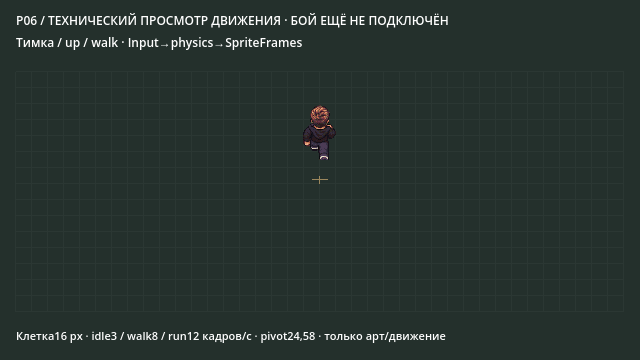 P06 / ТЕХНИЧЕСКИЙ ПРОСМОТР ДВИЖЕНИЯ · БОЙ ЕЩЁ НЕ ПОДКЛЮЧЁН
Тимка / up / walk · Input→physics→SpriteFrames
Клетка16 px · idle3 / walk8 / run12 кадров/с · pivot24,58 · только арт/движение